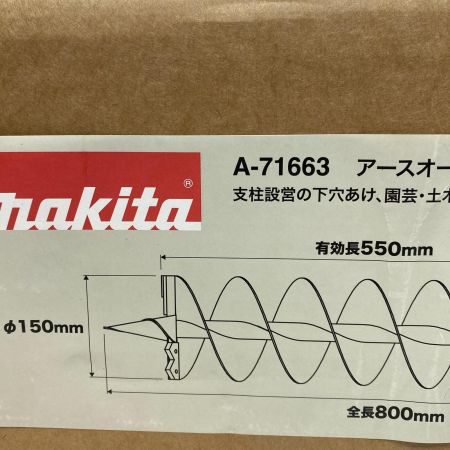 makita®
A-71663 アースオー
支柱設営の下穴あけ、園芸・土木
有効長550mm
φ150mm
全長800mm